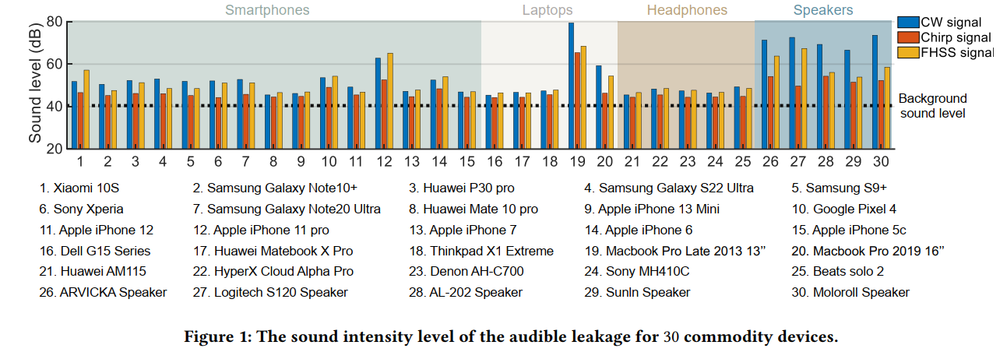 Smartphones Laptops Headphones Speakers
80
60
40
20
Sound level (dB)
CW signal
Chirp signal
FHSS signal
Background
sound level
1 2 3 4 5 6 7 8 9 10 11 12 13 14 15 16 17 18 19 20 21 22 23 24 25 26 27 28 29 30
1. Xiaomi 10S 2. Samsung Galaxy Note10+ 3. Huawei P30 pro 4. Samsung Galaxy S22 Ultra 5. Samsung S9+
6. Sony Xperia 7. Samsung Galaxy Note20 Ultra 8. Huawei Mate 10 pro 9. Apple iPhone 13 Mini 10. Google Pixel 4
11. Apple iPhone 12 12. Apple iPhone 11 pro 13. Apple iPhone 7 14. Apple iPhone 6 15. Apple iPhone 5c
16. Dell G15 Series 17. Huawei Matebook X Pro 18. Thinkpad X1 Extreme 19. Macbook Pro Late 2013 13” 20. Macbook Pro 2019 16”
21. Huawei AM115 22. HyperX Cloud Alpha Pro 23. Denon AH-C700 24. Sony MH410C 25. Beats solo 2
26. ARVICKA Speaker 27. Logitech S120 Speaker 28. AL-202 Speaker 29. SunIn Speaker 30. Moloroll Speaker
Figure 1: The sound intensity level of the audible leakage for 30 commodity devices.